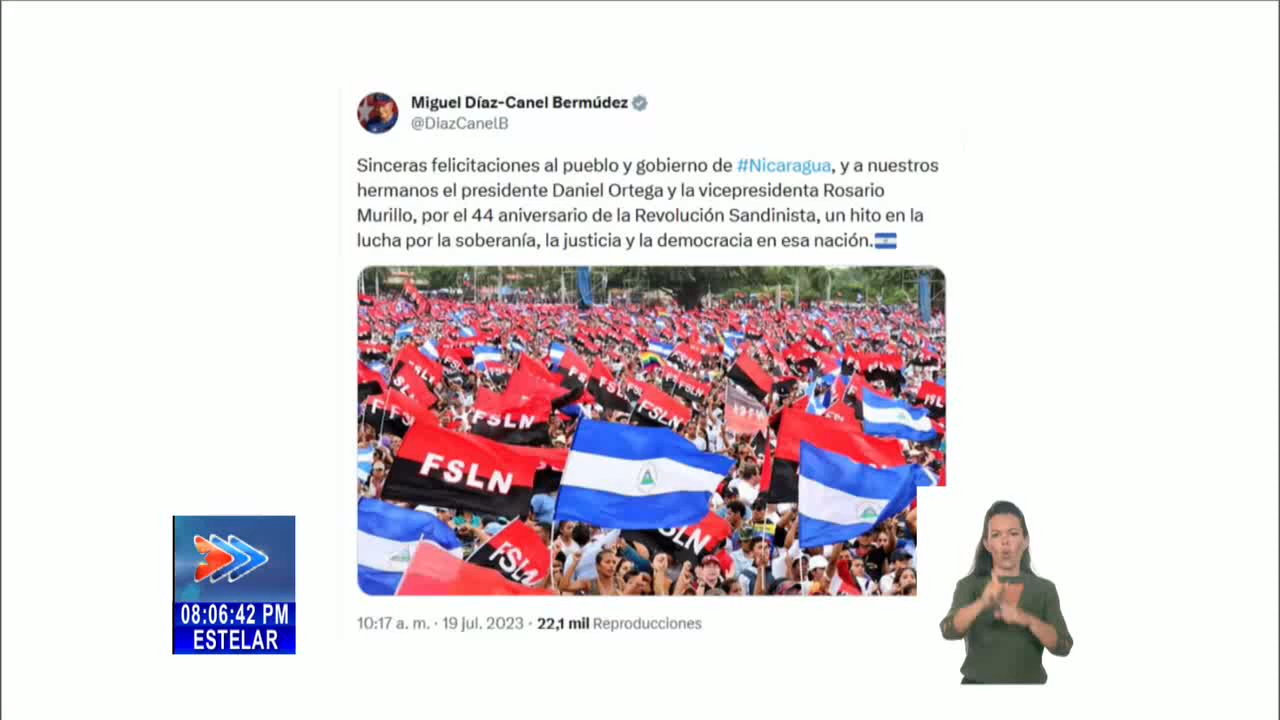 Miguel Díaz-Canel Bermúdez
@DiazCanelB
Sinceras felicitaciones al pueblo y gobierno de #Nicaragua, y a nuestros
hermanos el presidente Daniel Ortega y la vicepresidenta Rosario
Murillo, por el 44 aniversario de la Revolución Sandinista, un hito en la
lucha por la soberanía, la justicia y la democracia en esa nación.
FSLN
FSLN
FSLN
FSLN
10:17 a. m. · 19 jul. 2023 · 22,1 mil Reproducciones
08:06:42 PM
ESTELAR